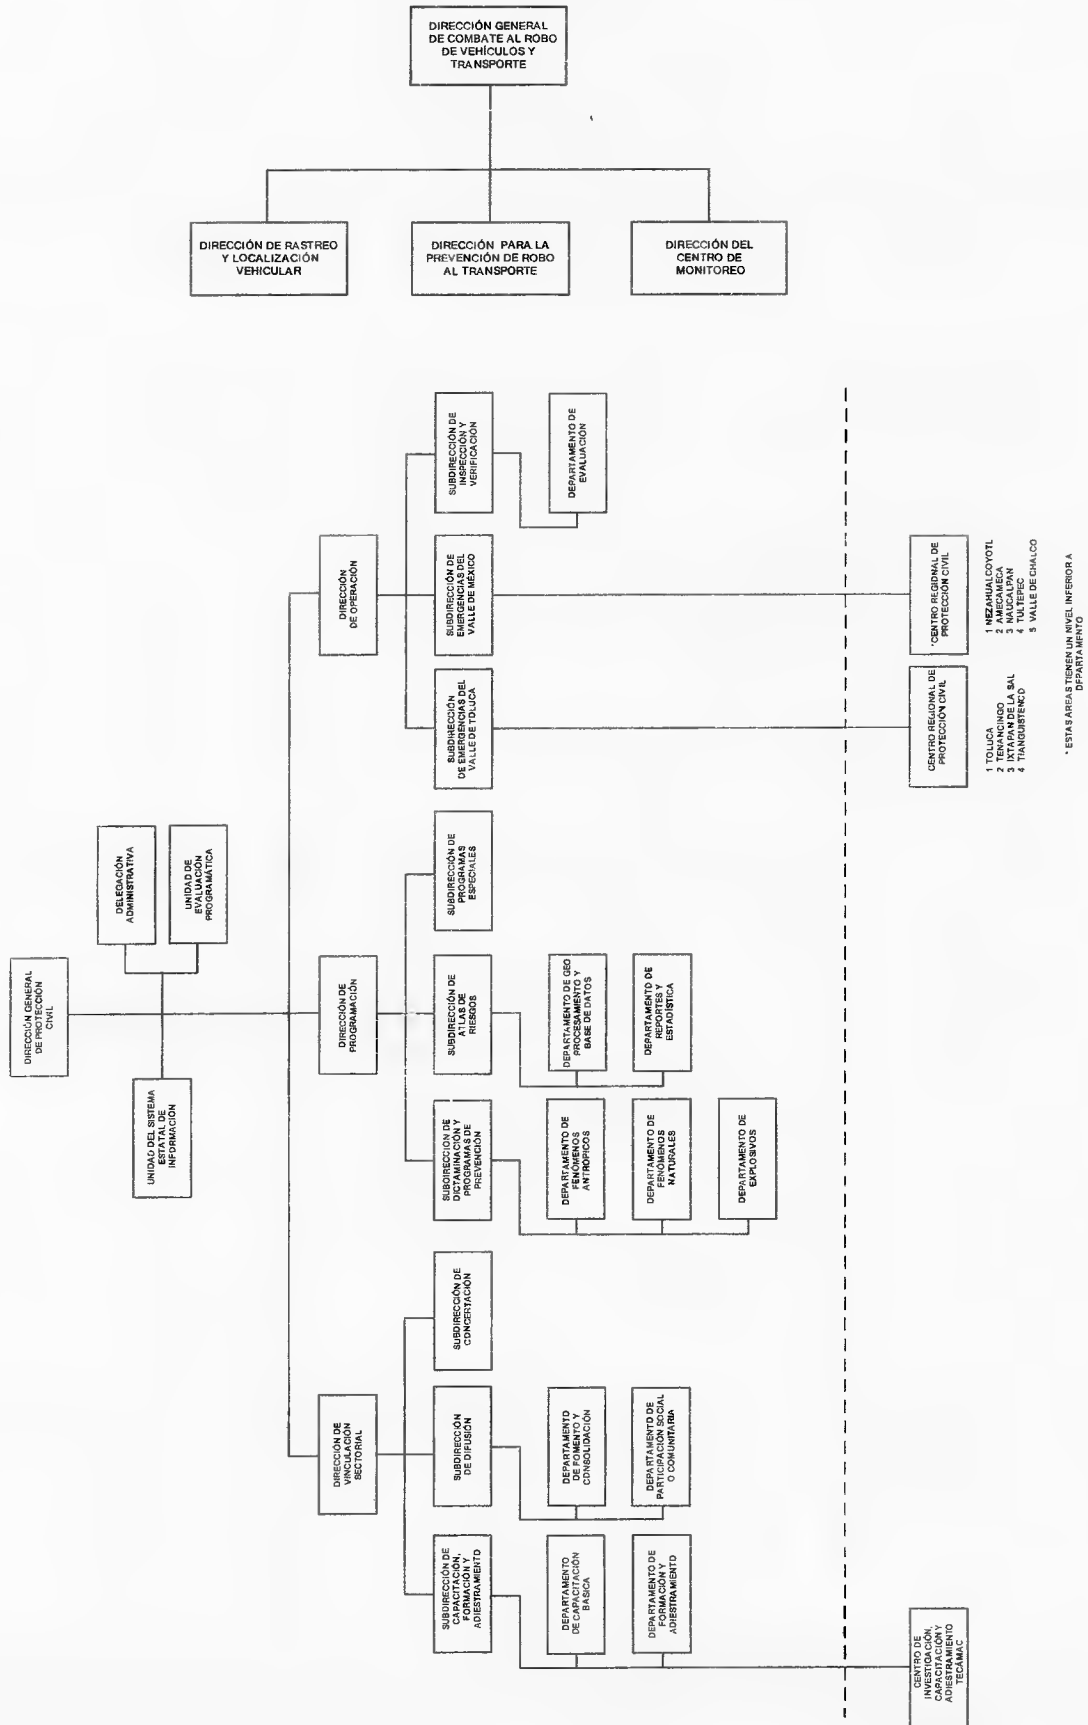 DIRECCIÓN GENERAL
DE COMBATE AL ROBO
DE VEHÍCULOS Y
TRANSPORTE
DIRECCIÓN DE RASTREO
Y LOCALIZACIÓN
VEHICULAR
DIRECCIÓN PARA LA
PREVENCIÓN DE ROBO
AL TRANSPORTE
DIRECCIÓN DEL
CENTRO DE
MONITOREO
DIRECCIÓN GENERAL
DE PROTECCIÓN
CIVIL
UNIDAD DEL SISTEMA
ESTATAL DE
INFORMACIÓN
DELEGACIÓN
ADMINISTRATIVA
UNIDAD DE
EVALUACIÓN
PROGRAMÁTICA
DIRECCIÓN DE
VINCULACIÓN
SECTORIAL
DIRECCIÓN DE
PROGRAMACIÓN
DIRECCIÓN
DE OPERACIÓN
SUBDIRECCIÓN DE
CAPACITACIÓN,
FORMACIÓN Y
ADIESTRAMIENTO
SUBDIRECCIÓN
DE DIFUSIÓN
SUBDIRECCIÓN DE
CONCERTACIÓN
SUBDIRECCION DE
DICTAMINACIÓN Y
PROGRAMAS DE
PREVENCIÓN
SUBDIRECCIÓN DE
ATLAS DE
RIESGOS
SUBDIRECCIÓN DE
PROGRAMAS
ESPECIALES
SUBDIRECCIÓN
DE EMERGENCIAS DEL
VALLE DE TOLUCA
SUBDIRECCIÓN DE
EMERGENCIAS DEL
VALLE DE MÉXICO
SUBDIRECCIÓN DE
INSPECCIÓN Y
VERIFICACIÓN
DEPARTAMENTO
DE CAPACITACIÓN
BASICA
DEPARTAMENTO
DE FOMENTO Y
CONSOLIDACIÓN
DEPARTAMENTO DE
FENÓMENOS
ANTRÓPICOS
DEPARTAMENTO DE GEO
PROCESAMIENTO Y
BASE DE DATOS
DEPARTAMENTO DE
EVALUACIÓN
DEPARTAMENTO DE
FORMACIÓN Y
ADIESTRAMIENTO
DEPARTAMENTO DE
PARTICIPACIÓN SOCIAL
O COMUNITARIA
DEPARTAMENTO DE
FENÓMENOS
NATURALES
DEPARTAMENTO DE
REPORTES Y
ESTADÍSTICA
DEPARTAMENTO DE
EXPLOSIVOS
CENTRO DE
INVESTIGACIÓN,
CAPACITACIÓN Y
ADIESTRAMIENTO
TECÁMAC
CENTRO REGIONAL DE
PROTECCIÓN CIVIL
1 TOLUCA
2 TENANCINGO
3 IXTAPAN DE LA SAL
4 TIANGUISTENCO
*CENTRO REGIONAL DE
PROTECCIÓN CIVIL
1 NEZAHUALCOYOTL
2 AMECAMECA
3 NAUCALPAN
4 TULTEPEC
5 VALLE DE CHALCO
* ESTAS ÁREAS TIENEN UN NIVEL INFERIOR A
DEPARTAMENTO